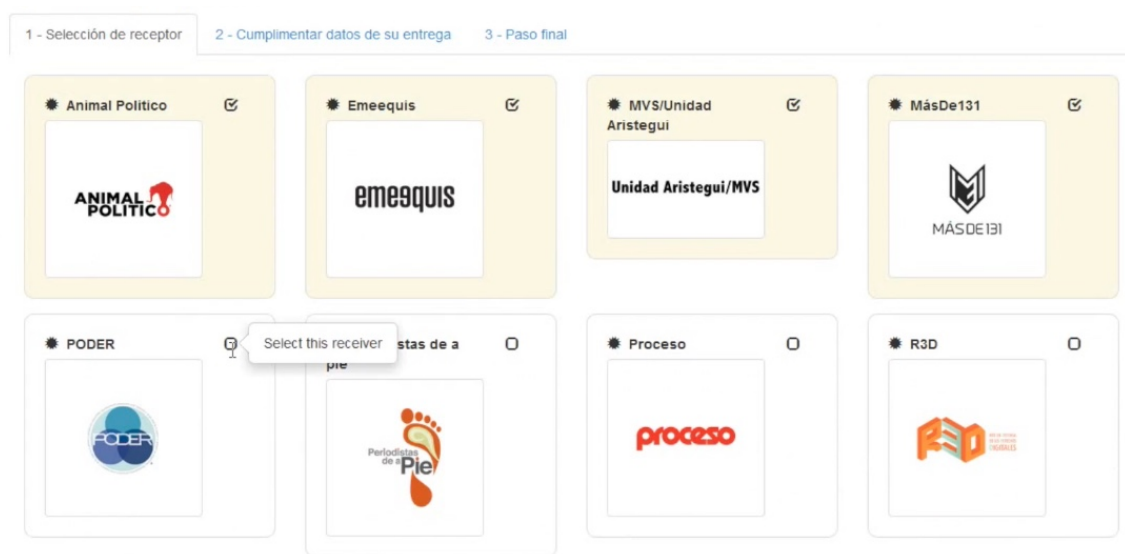 1 - Selección de receptor
2 - Cumplimentar datos de su entrega
3 - Paso final
Animal Politico
ANIMAL
POLITICO
Emeequis
emeequis
MVS/Unidad
Aristegui
Unidad Aristegui/MVS
MásDe131
MÁSDE131
PODER
PODER
Select this receiver
stas de a
pie
Periodistas
de a Pie
Proceso
proceso
R3D
R3D